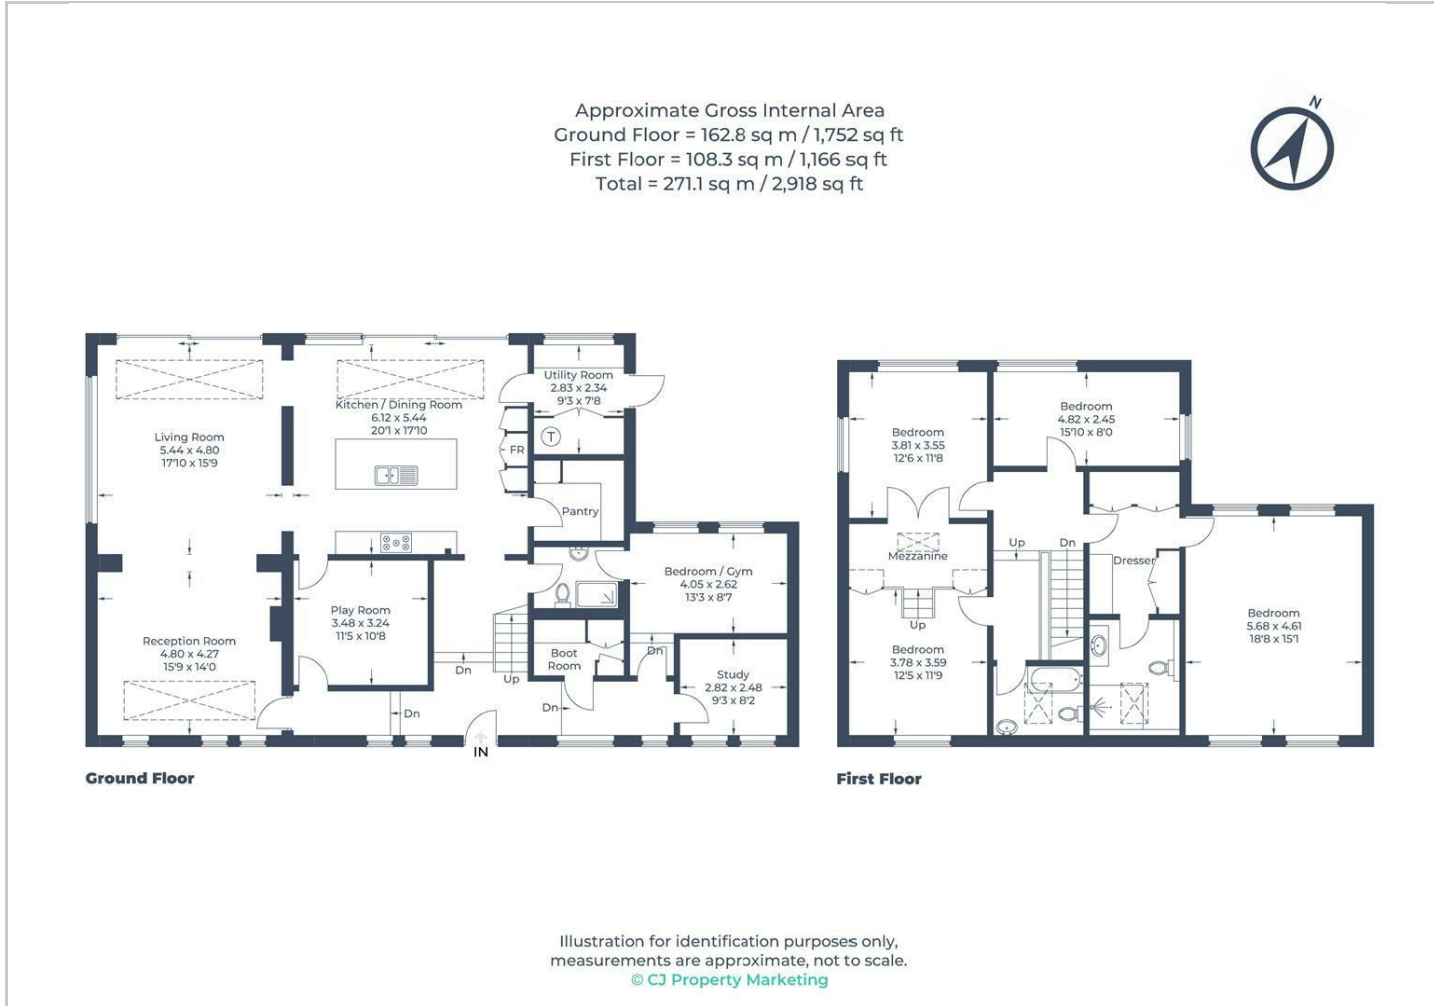 Approximate Gross Internal Area
Ground Floor = 162.8 sq m / 1,752 sq ft
First Floor = 108.3 sq m / 1,166 sq ft
Total = 271.1 sq m / 2,918 sq ft
N
Living Room
5.44 x 4.80
17'10 x 15'9
Kitchen / Dining Room
6.12 x 5.44
20'1 x 17'10
Utility Room
2.83 x 2.34
9'3 x 7'8
T
FR
Pantry
Bedroom / Gym
4.05 x 2.62
13'3 x 8'7
Play Room
3.48 x 3.24
11'5 x 10'8
Reception Room
4.80 x 4.27
15'9 x 14'0
Boot
Room
Study
2.82 x 2.48
9'3 x 8'2
Dn
Up
Dn
Dn
Dn
IN
Ground Floor
Bedroom
3.81 x 3.55
12'6 x 11'8
Bedroom
4.82 x 2.45
15'10 x 8'0
Mezzanine
Up
Up
Dn
Dresser
Bedroom
3.78 x 3.59
12'5 x 11'9
Bedroom
5.68 x 4.61
18'8 x 15'1
First Floor
Illustration for identification purposes only,
measurements are approximate, not to scale.
© CJ Property Marketing